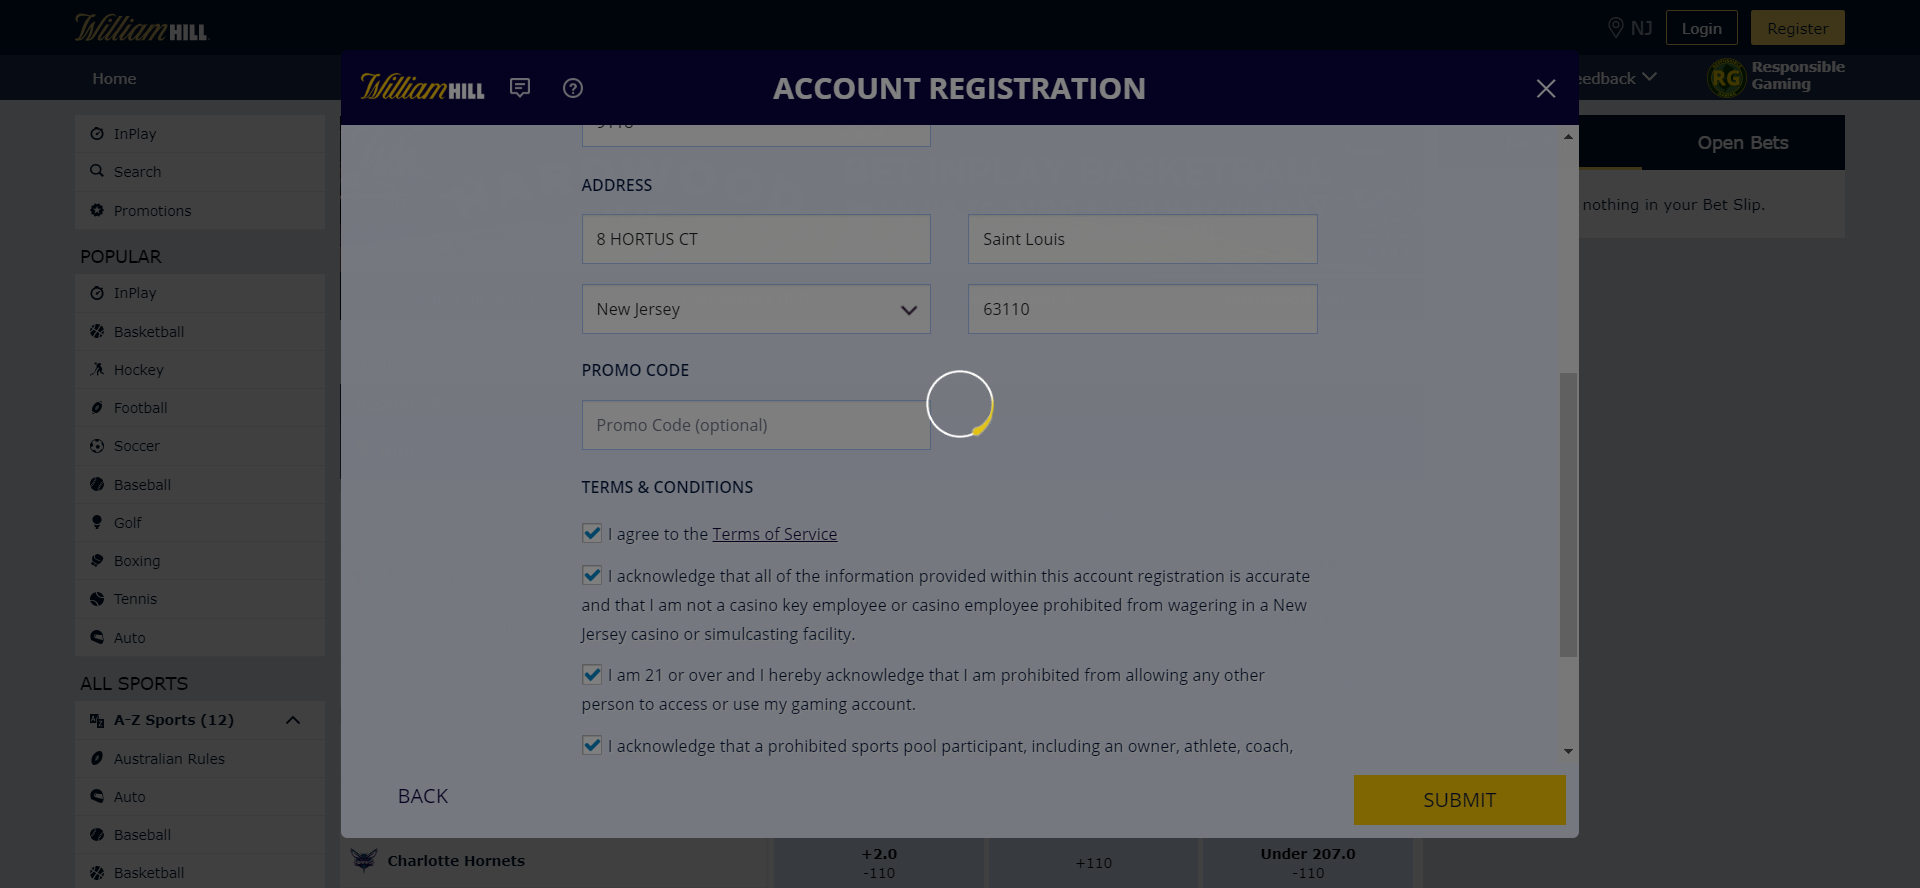 William HILL
NJ
Login
Register
Home
eedback
RG
Responsible
Gaming
William HILL
ACCOUNT REGISTRATION
InPlay
Search
Promotions
POPULAR
InPlay
Basketball
Hockey
Football
Soccer
Baseball
Golf
Boxing
Tennis
Auto
ALL SPORTS
A-Z Sports (12)
Australian Rules
Auto
Baseball
Basketball
ADDRESS
8 HORTUS CT
Saint Louis
New Jersey
63110
PROMO CODE
Promo Code (optional)
TERMS & CONDITIONS
I agree to the Terms of Service
I acknowledge that all of the information provided within this account registration is accurate
and that I am not a casino key employee or casino employee prohibited from wagering in a New
Jersey casino or simulcasting facility.
I am 21 or over and I hereby acknowledge that I am prohibited from allowing any other
person to access or use my gaming account.
I acknowledge that a prohibited sports pool participant, including an owner, athlete, coach,
BACK
SUBMIT
Open Bets
nothing in your Bet Slip.
Charlotte Hornets
+2.0
-110
+110
Under 207.0
-110